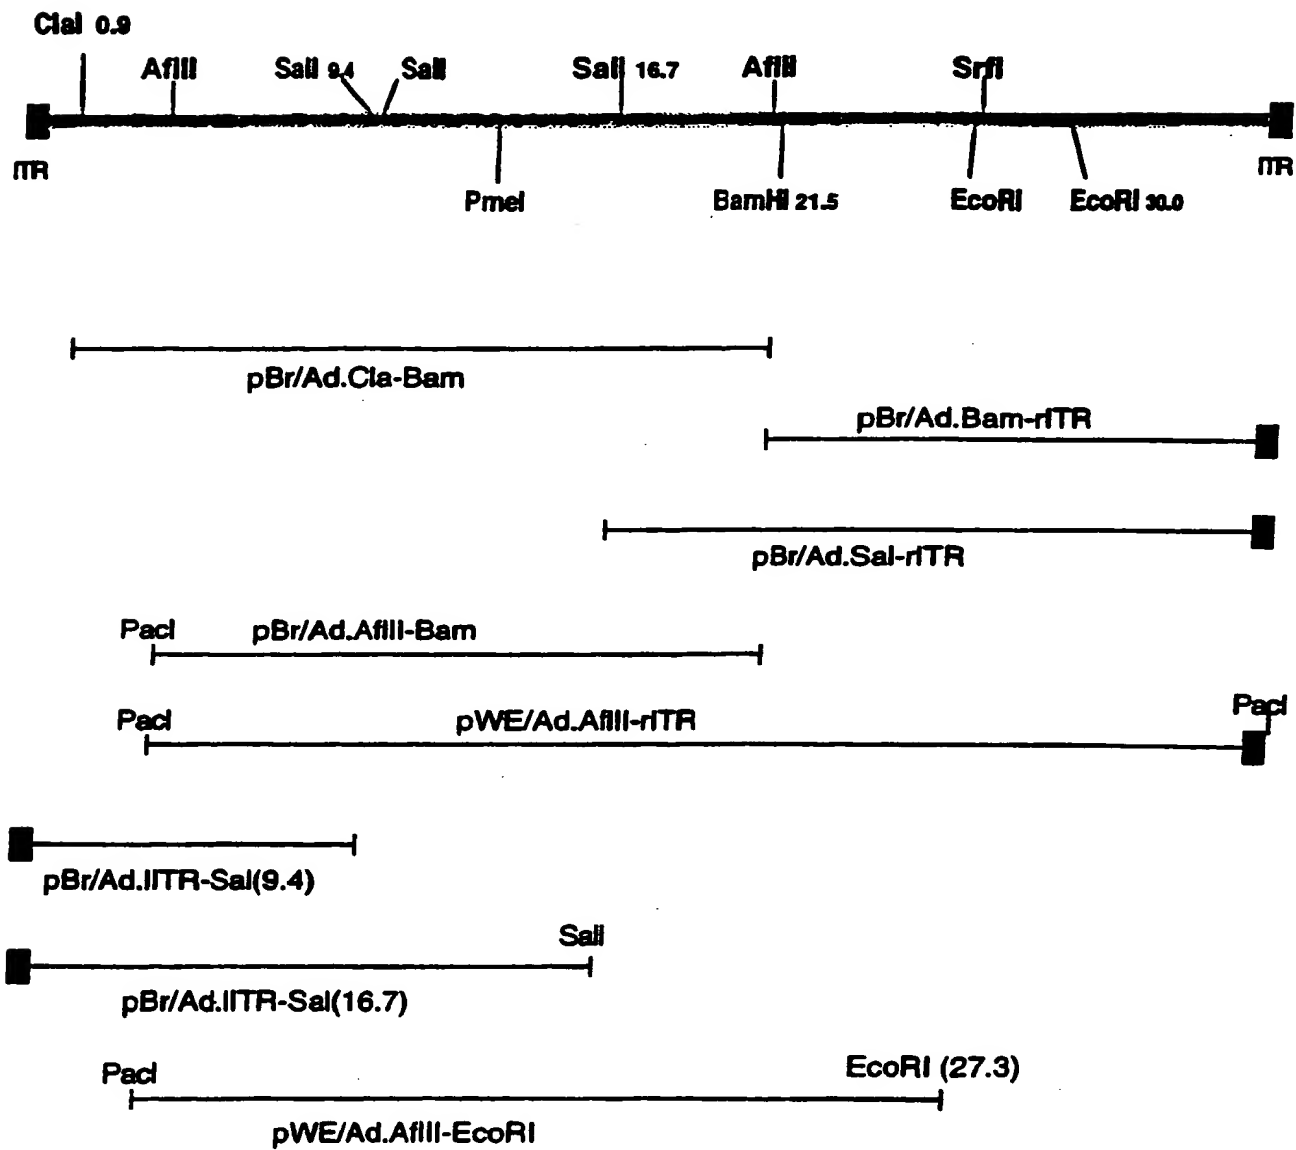 ClaI 0.9
AflII SalI 9.4 SalI SalI 16.7 AflII SrfI
ITR ITR
PmeI BamHI 21.5 EcoRI EcoRI 30.0
pBr/Ad.Cla-Bam
pBr/Ad.Bam-rITR
pBr/Ad.Sal-rITR
PacI pBr/Ad.AflII-Bam
PacI pWE/Ad.AflII-rITR PacI
pBr/Ad.lITR-Sal(9.4)
SalI
pBr/Ad.lITR-Sal(16.7)
PacI EcoRI (27.3)
pWE/Ad.AflII-EcoRI